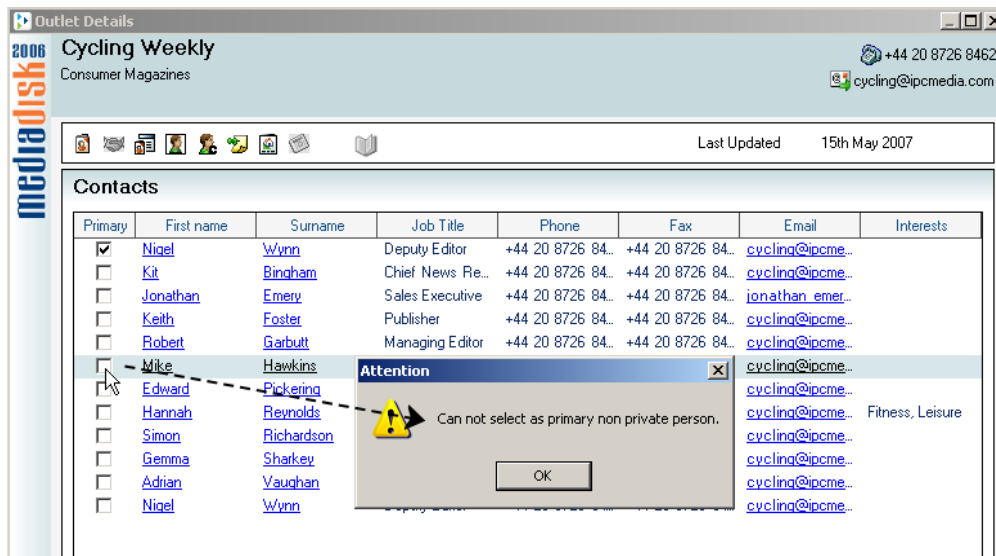 Outlet Details
2006
mediadisk
Cycling Weekly
Consumer Magazines
+44 20 8726 8462
cycling@ipcmedia.com
Last Updated 15th May 2007
Contacts
Primary First name Surname Job Title Phone Fax Email Interests
Nigel Wynn Deputy Editor +44 20 8726 84... +44 20 8726 84... cycling@ipcme...
Kit Bingham Chief News Re... +44 20 8726 84... +44 20 8726 84... cycling@ipcme...
Jonathan Emery Sales Executive +44 20 8726 84... +44 20 8726 84... jonathan_emer...
Keith Foster Publisher +44 20 8726 84... +44 20 8726 84... cycling@ipcme...
Robert Garbutt Managing Editor +44 20 8726 84... +44 20 8726 84... cycling@ipcme...
Mike Hawkins cycling@ipcme...
Edward Pickering cycling@ipcme...
Hannah Reynolds cycling@ipcme... Fitness, Leisure
Simon Richardson cycling@ipcme...
Gemma Sharkey cycling@ipcme...
Adrian Vaughan cycling@ipcme...
Nigel Wynn cycling@ipcme...
Attention
Can not select as primary non private person.
OK